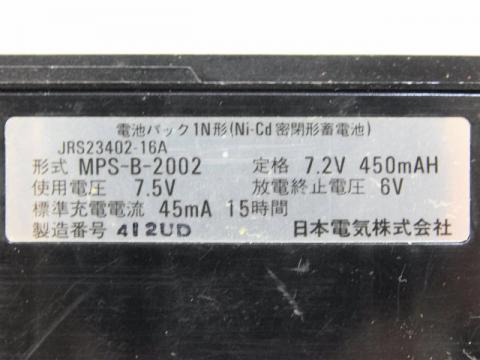 電池パック1N形(Ni-Cd密閉形蓄電池)
JRS23402-16A
形式 MPS-B-2002 定格 7.2V 450mAH
使用電圧 7.5V 放電終止電圧 6V
標準充電電流 45mA 15時間
製造番号 412UD 日本電気株式会社